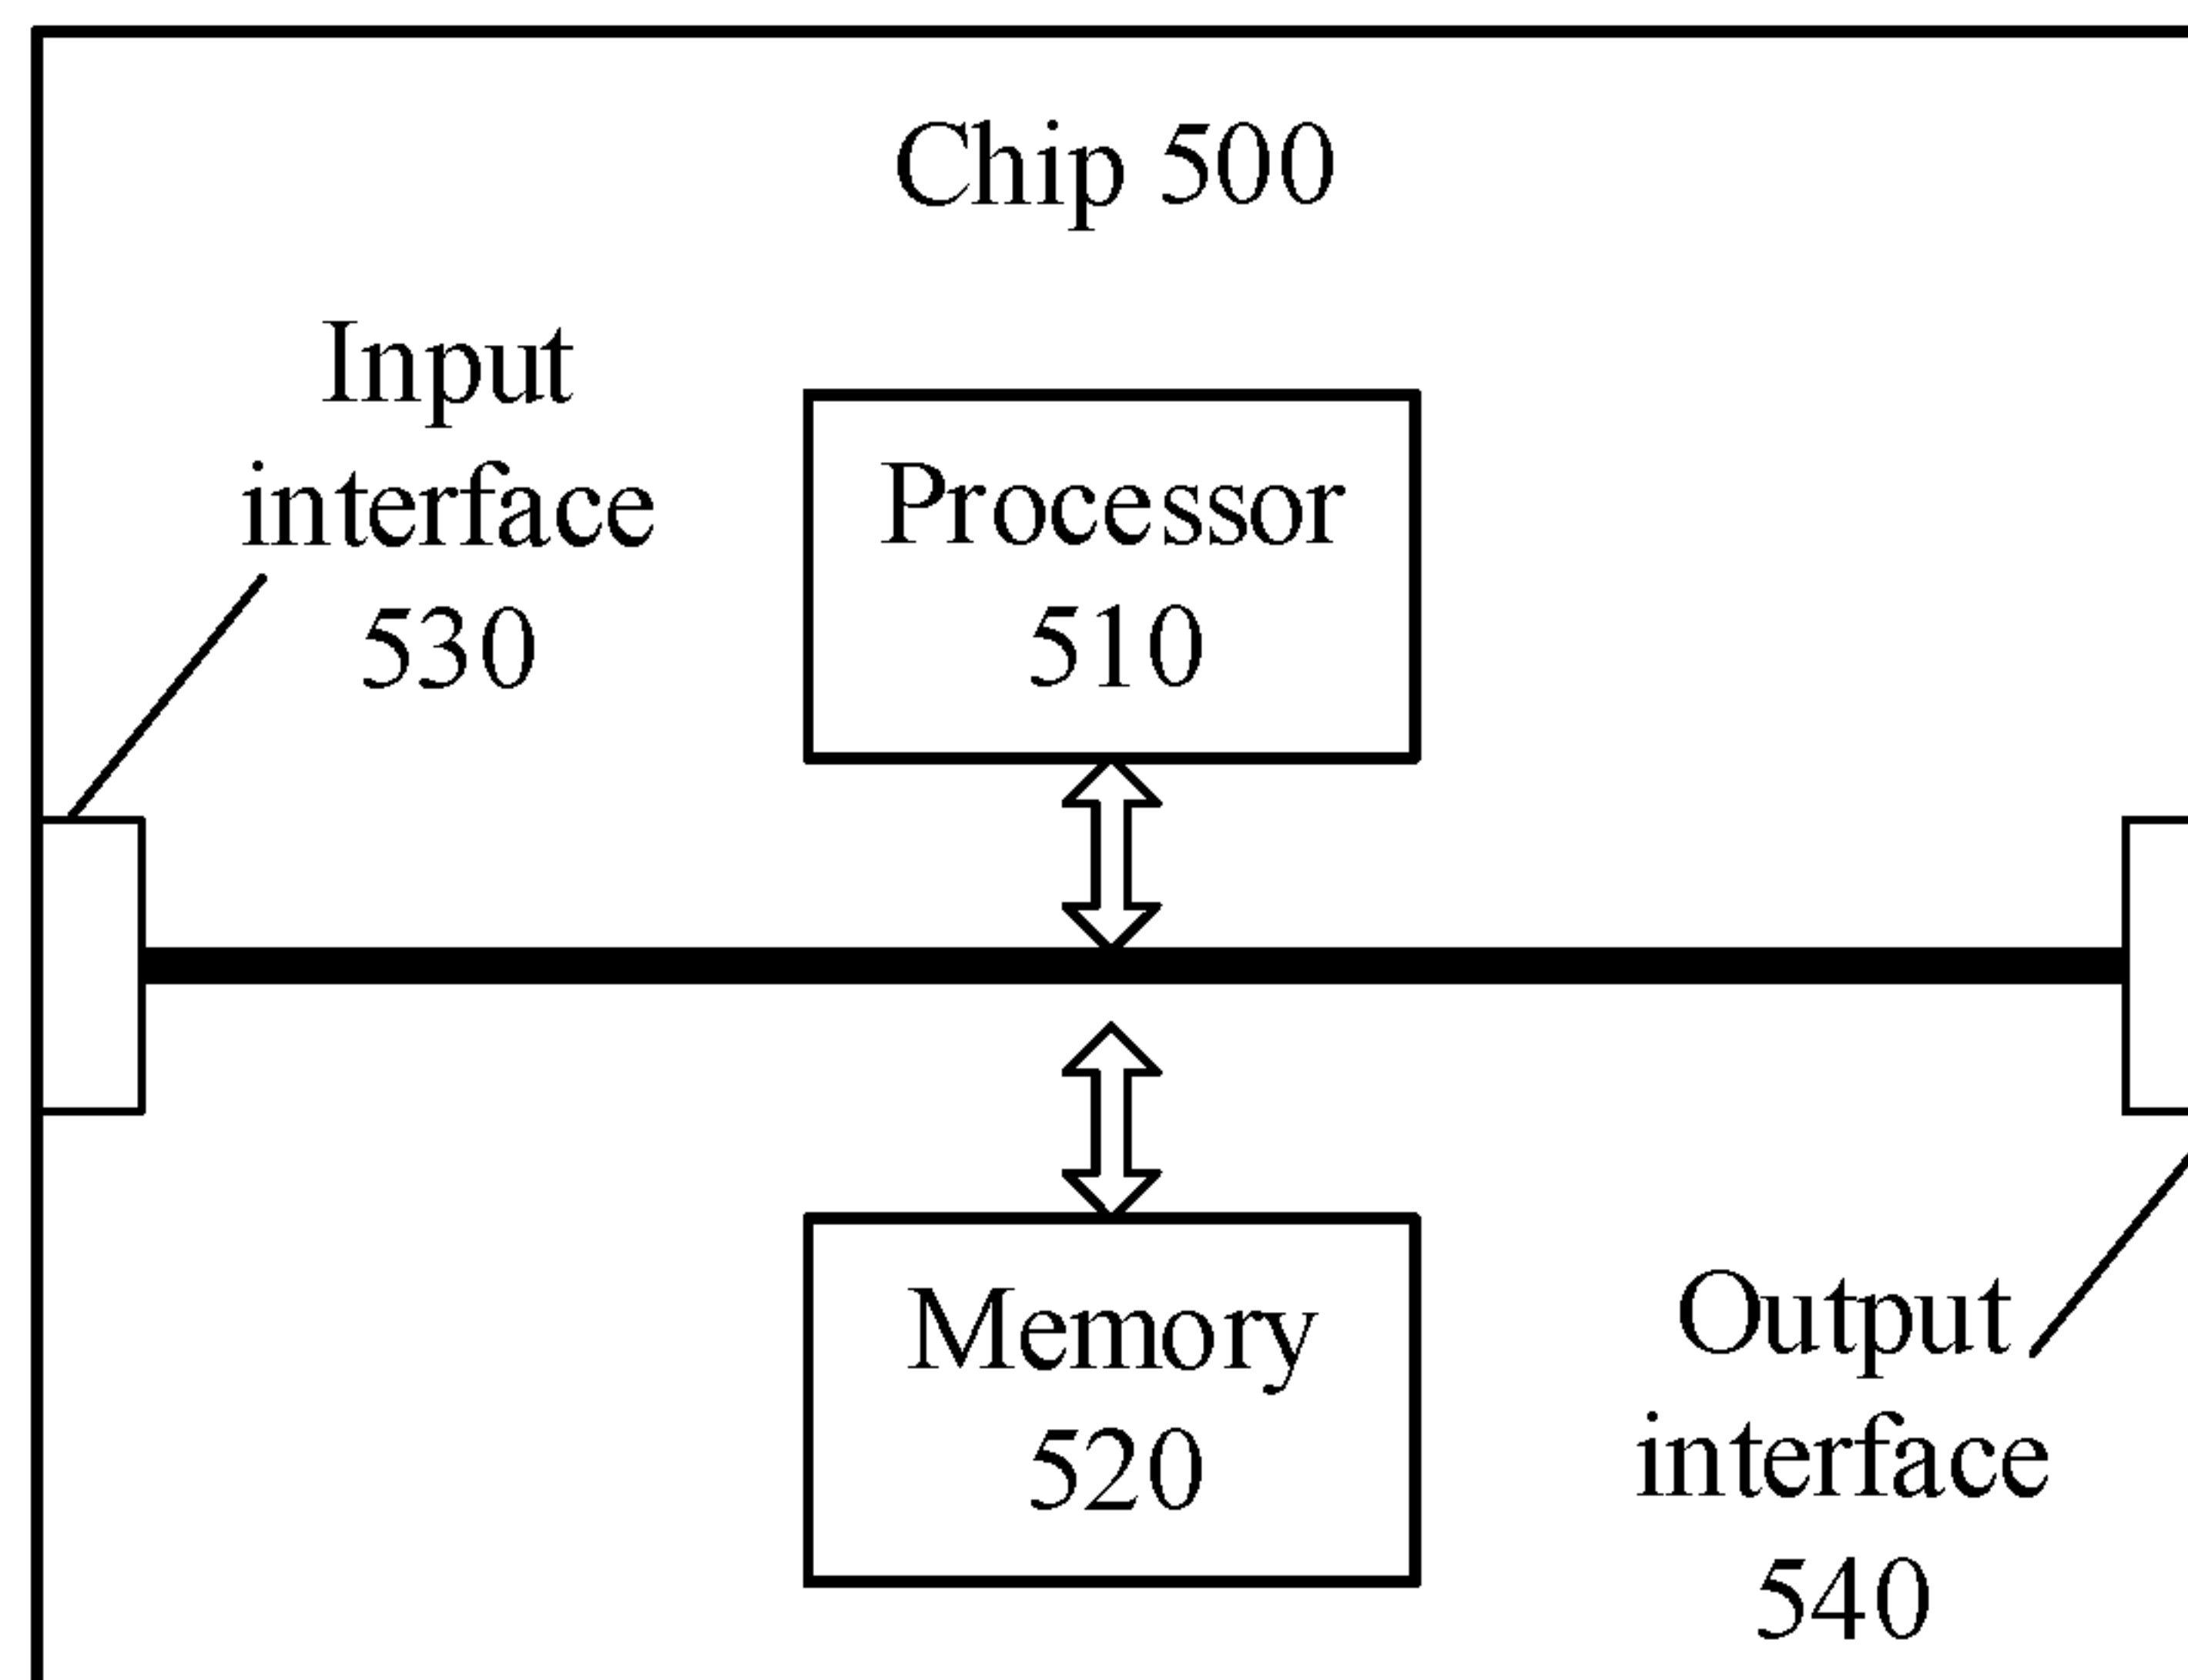 Chip 500
Input
interface
530
Processor
510
Memory
520
Output
interface
540